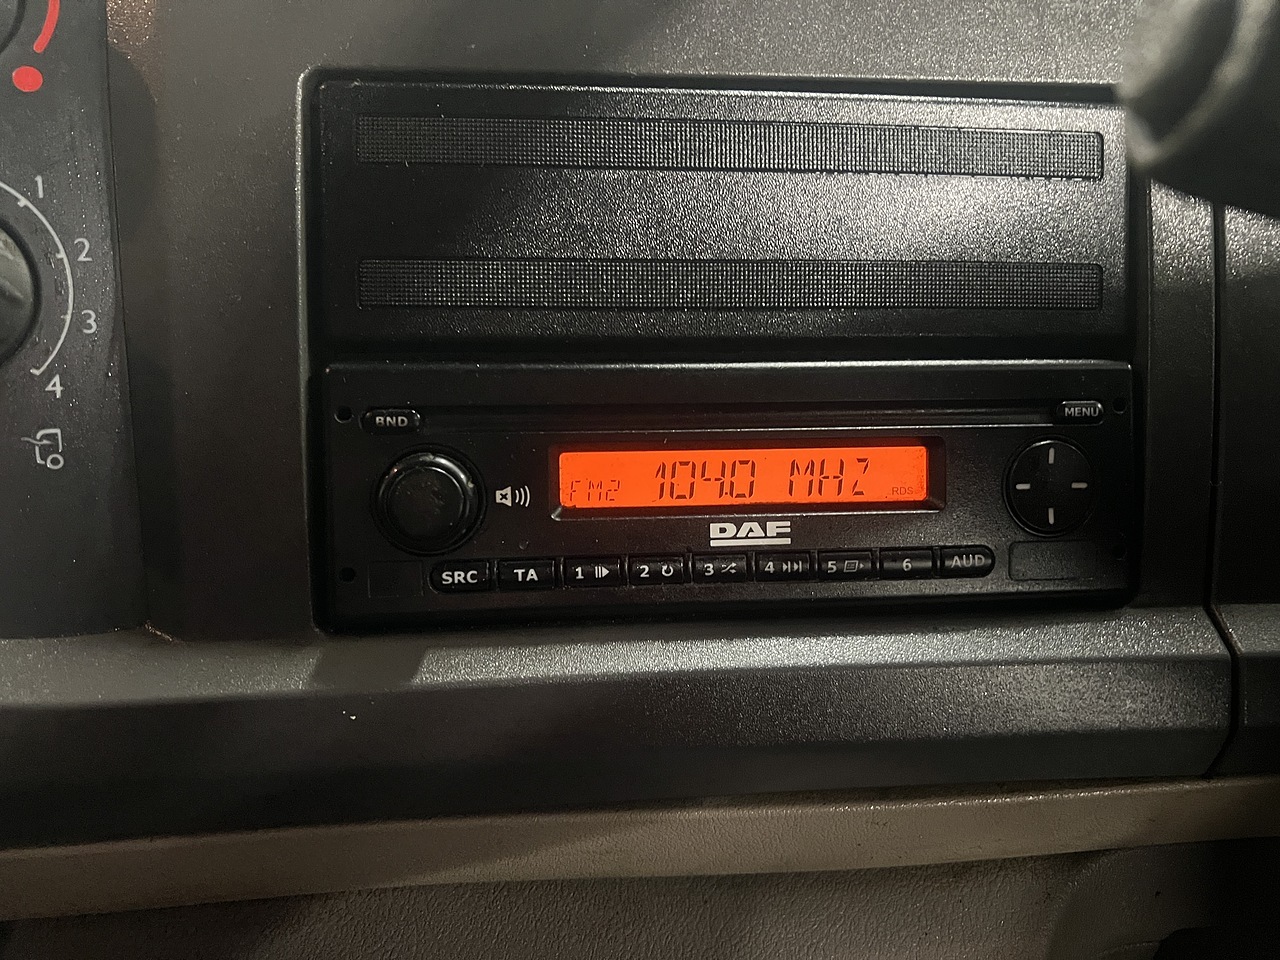 1
2
3
4
BND
MENU
FM2 104.0 MHZ RDS
DAF
SRC TA 1 2 3 4 5 6 AUD